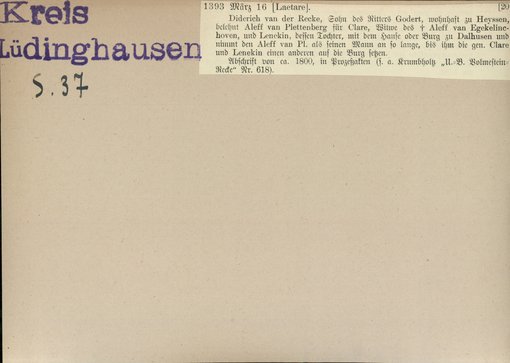 Kreis
Lüdinghausen
S. 37
1393 März 16 [Laetare]. [20
Diderich van der Recke, Sohn des Ritters Godert, wohnhaft zu Heyssen,
belehnt Aleff van Plettenberg für Clare, Witwe des † Aleff van Egekeline-
hoven, und Lenekin, dessen Tochter, mit dem Hause oder Burg zu Dalhusen und
nimmt den Aleff van Pl. als seinen Mann an so lange, bis ihm die gen. Clare
und Lenekin einen anderen auf die Burg setzen.
Abschrift von ca. 1800, in Prozeßakten (s. a. Krumbholtz „U.-B. Volmestein-
Recke“ Nr. 618).